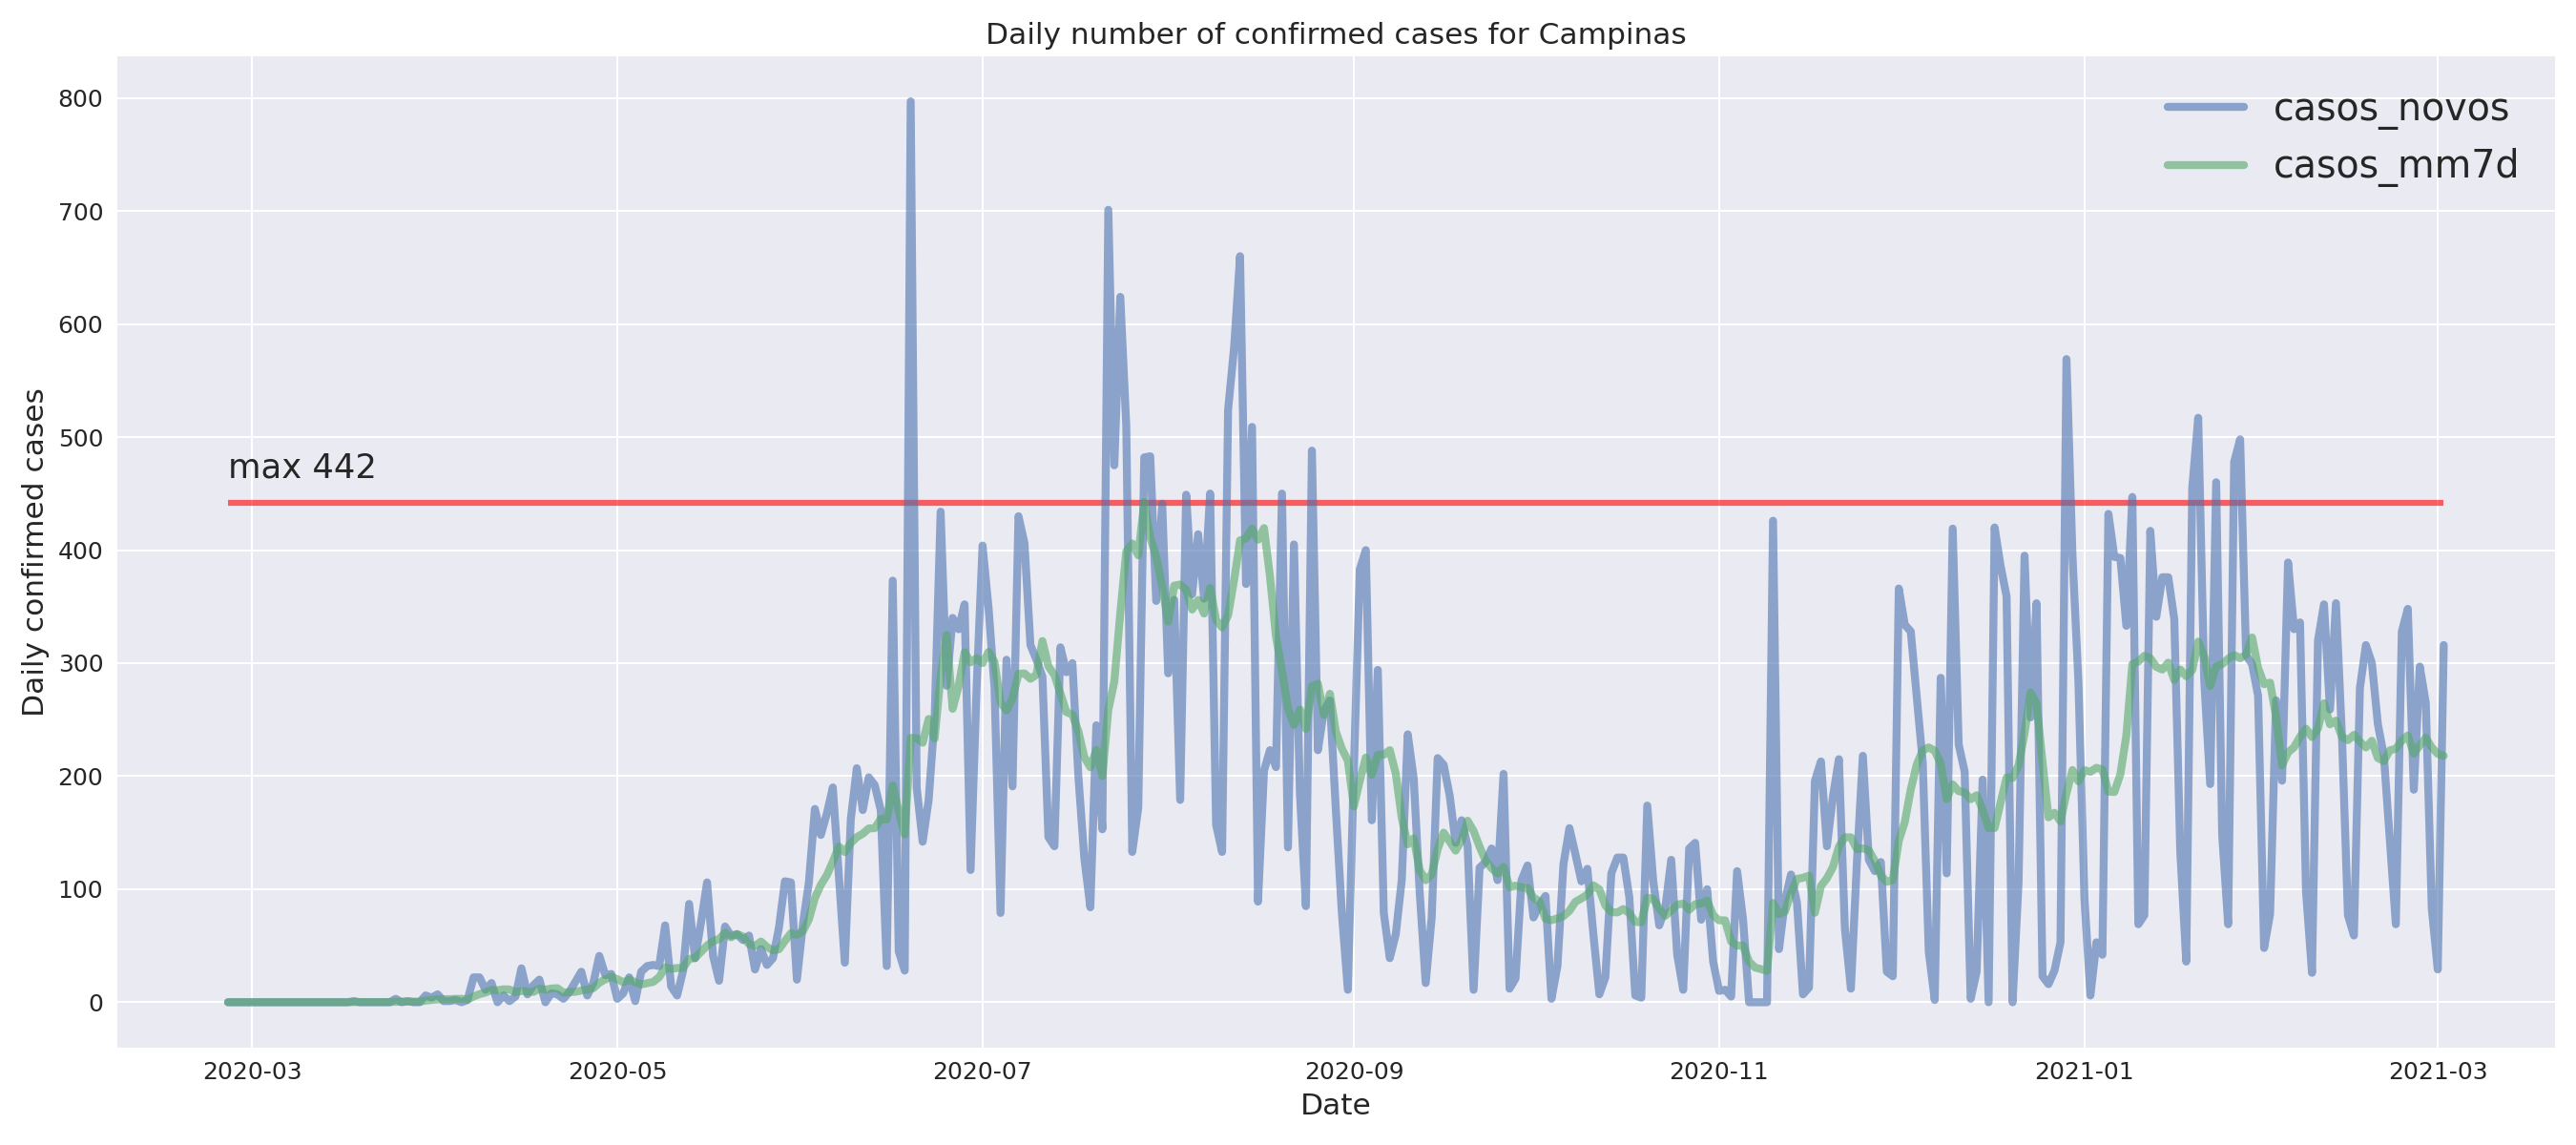 Daily number of confirmed cases for Campinas
800
700
600
500
400
300
200
100
0
Daily confirmed cases
max 442
casos_novos
casos_mm7d
2020-03
2020-05
2020-07
2020-09
2020-11
2021-01
2021-03
Date